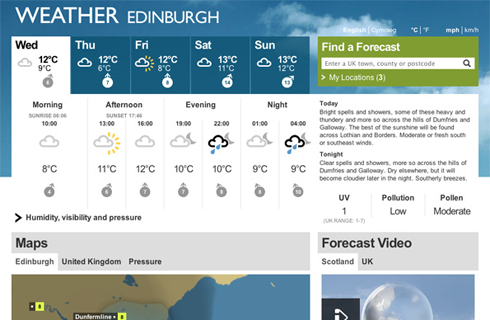 WEATHER EDINBURGH
English | Cymraeg °C | °F mph | km/h
Wed Thu Fri Sat Sun
12°C 12°C 12°C 13°C 13°C
9°C 6°C 8°C 11°C 12°C
6 7 8 14 13
Find a Forecast
Enter a UK town, county or postcode
My Locations (3)
Morning Afternoon Evening Night
SUNRISE 06:06 SUNSET 17:46
10:00 13:00 16:00 19:00 22:00 01:00 04:00
8°C 11°C 12°C 10°C 10°C 9°C 9°C
4 6 7 8 8 8 10
Humidity, visibility and pressure
Today
Bright spells and showers, some of these heavy and
thundery and more so across the hills of Dumfries and
Galloway. The best of the sunshine will be found
across Lothian and Borders. Moderate or fresh south
or southeast winds.
Tonight
Clear spells and showers, more so across the hills of
Dumfries and Galloway. Dry elsewhere, but it will
become cloudier later in the night. Southerly breezes.
UV Pollution Pollen
1 Low Moderate
(UK RANGE: 1-7)
Maps
Edinburgh United Kingdom Pressure
8
Dunfermline 8
Forecast Video
Scotland UK